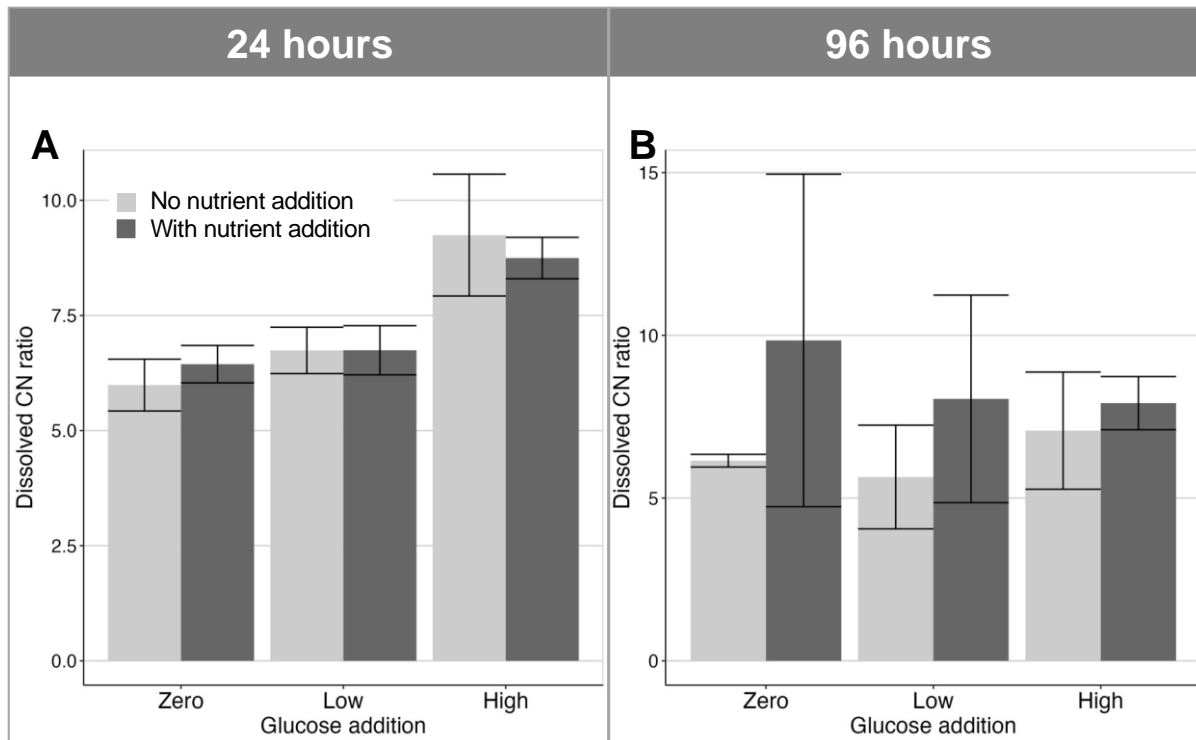 24 hours
96 hours
A
No nutrient addition
With nutrient addition
Dissolved CN ratio
10.0
7.5
5.0
2.5
0.0
Zero
Low
High
Glucose addition
B
Dissolved CN ratio
15
10
5
0
Zero
Low
High
Glucose addition